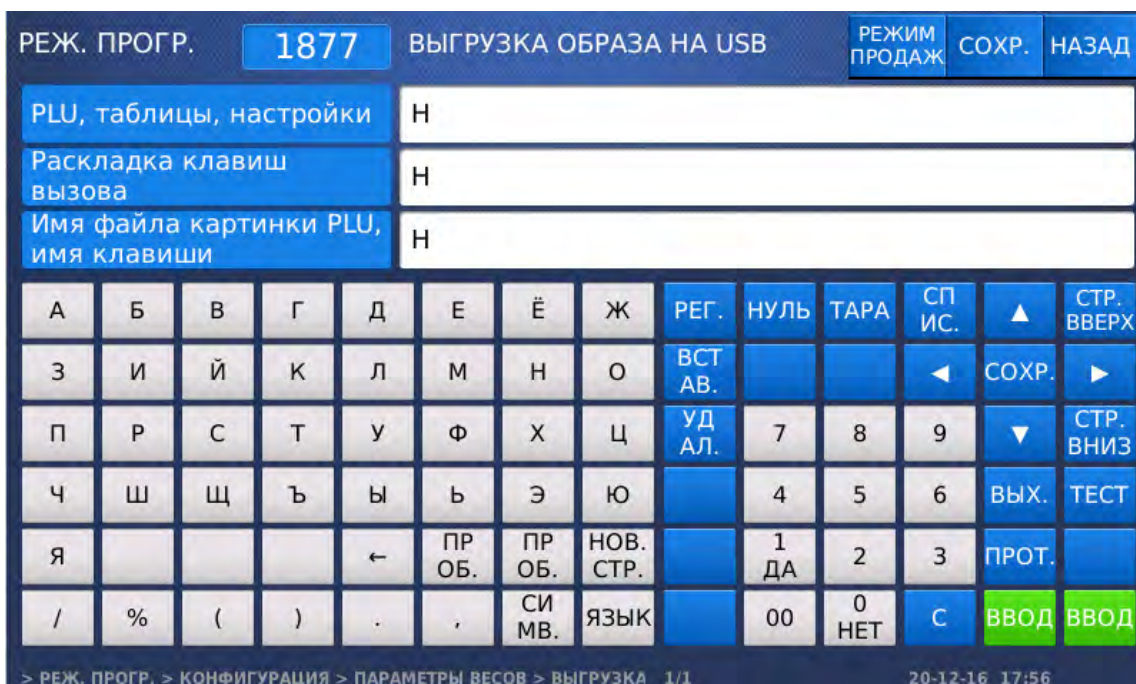 РЕЖ. ПРОГР. 1877 ВЫГРУЗКА ОБРАЗА НА USB РЕЖИМ ПРОДАЖ СОХР. НАЗАД
PLU, таблицы, настройки Н
Раскладка клавиш
вызова Н
Имя файла картинки PLU,
имя клавиши Н
А Б В Г Д Е Ё Ж РЕГ. НУЛЬ ТАРА СП ИС. ▲ СТР. ВВЕРХ
З И Й К Л М Н О ВСТ АВ. ◄ СОХР. ►
П Р С Т У Ф Х Ц УД АЛ. 7 8 9 ▼ СТР. ВНИЗ
Ч Ш Щ Ъ Ы Ь Э Ю 4 5 6 ВЫХ. ТЕСТ
Я ← ПР ОБ. ПР ОБ. НОВ. СТР. 1 ДА 2 3 ПРОТ.
/ % ( ) . , СИ МВ. ЯЗЫК 00 0 НЕТ С ВВОД ВВОД
> РЕЖ. ПРОГР. > КОНФИГУРАЦИЯ > ПАРАМЕТРЫ ВЕСОВ > ВЫГРУЗКА 1/1 20-12-16 17:56